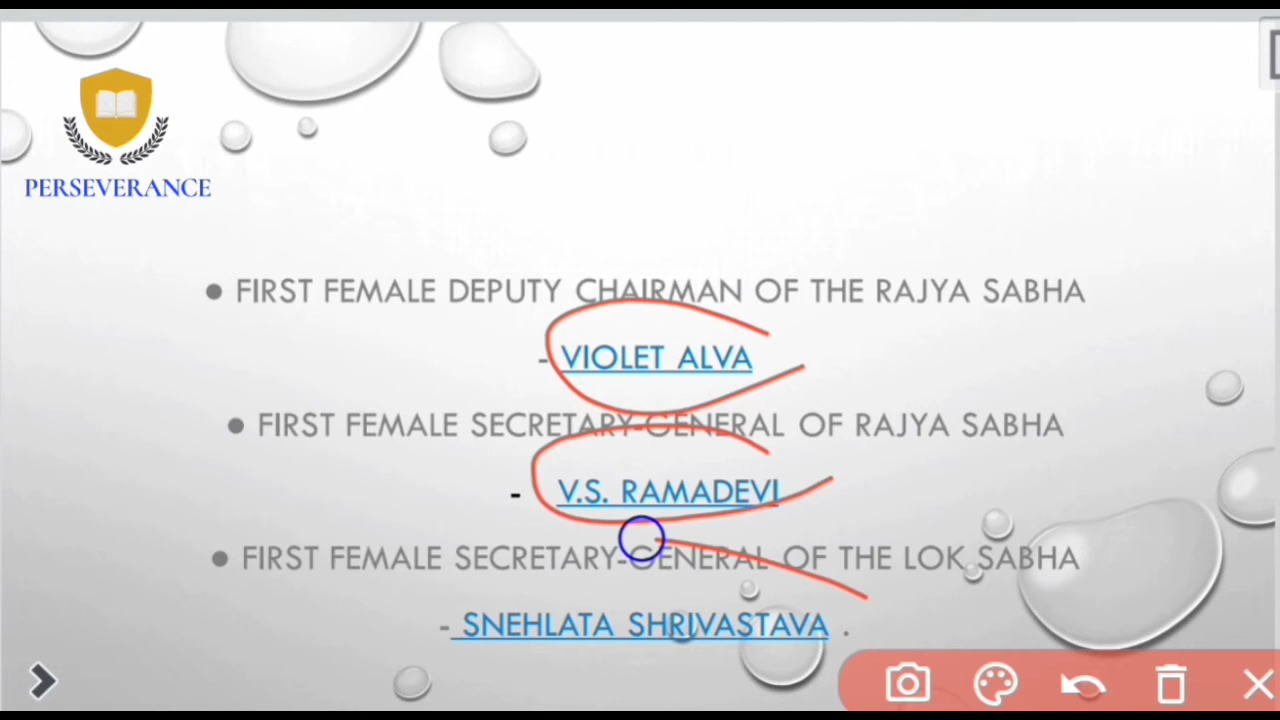 PERSEVERANCE
● FIRST FEMALE DEPUTY CHAIRMAN OF THE RAJYA SABHA
- VIOLET ALVA
● FIRST FEMALE SECRETARY-GENERAL OF RAJYA SABHA
- V.S. RAMADEVI
● FIRST FEMALE SECRETARY-GENERAL OF THE LOK SABHA
- SNEHLATA SHRIVASTAVA .